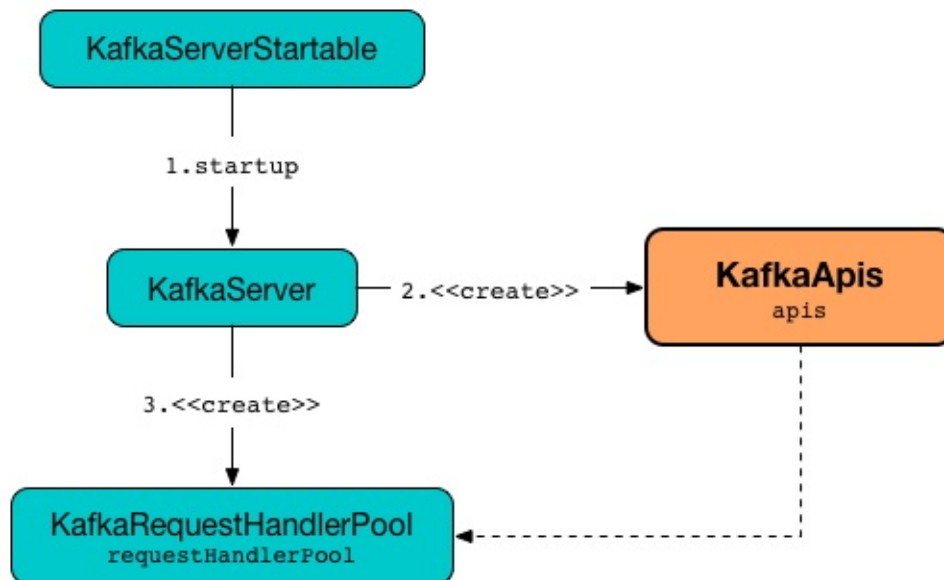 KafkaServerStartable
1.startup
KafkaServer
2.<<create>>
KafkaApis
apis
3.<<create>>
KafkaRequestHandlerPool
requestHandlerPool